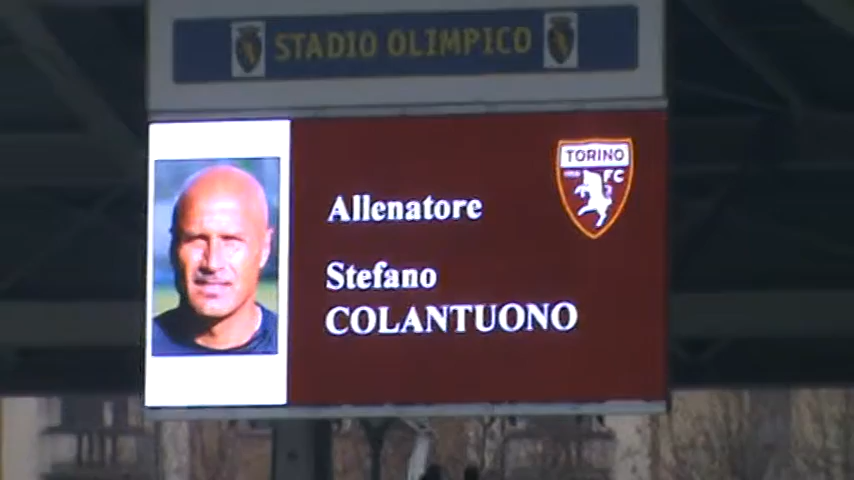 STADIO OLIMPICO
TORINO
FC
Allenatore
Stefano
COLANTUONO